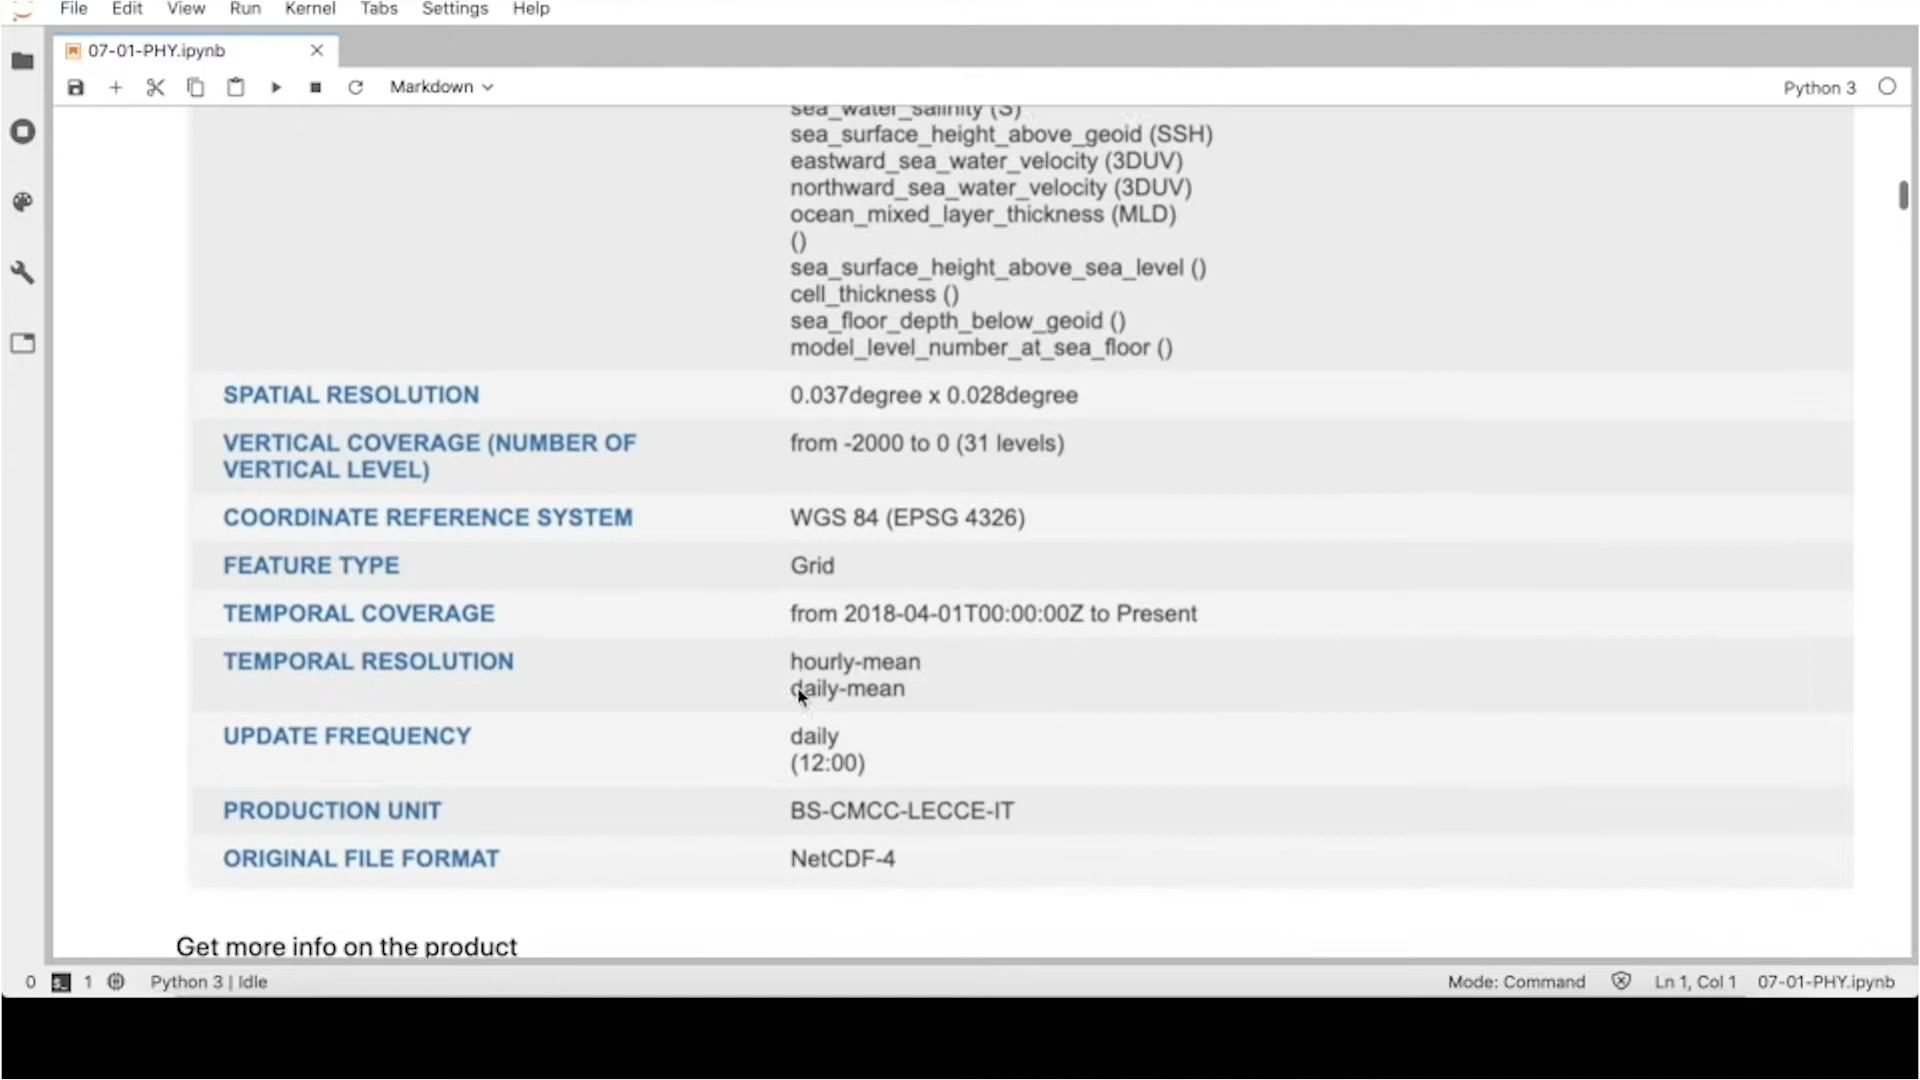 File Edit View Run Kernel Tabs Settings Help
07-01-PHY.ipynb
Markdown
Python 3
sea_water_salinity (S)
sea_surface_height_above_geoid (SSH)
eastward_sea_water_velocity (3DUV)
northward_sea_water_velocity (3DUV)
ocean_mixed_layer_thickness (MLD)
()
sea_surface_height_above_sea_level ()
cell_thickness ()
sea_floor_depth_below_geoid ()
model_level_number_at_sea_floor ()
SPATIAL RESOLUTION 0.037degree x 0.028degree
VERTICAL COVERAGE (NUMBER OF from -2000 to 0 (31 levels)
VERTICAL LEVEL)
COORDINATE REFERENCE SYSTEM WGS 84 (EPSG 4326)
FEATURE TYPE Grid
TEMPORAL COVERAGE from 2018-04-01T00:00:00Z to Present
TEMPORAL RESOLUTION hourly-mean
daily-mean
UPDATE FREQUENCY daily
(12:00)
PRODUCTION UNIT BS-CMCC-LECCE-IT
ORIGINAL FILE FORMAT NetCDF-4
Get more info on the product
0 1 Python 3 | Idle Mode: Command Ln 1, Col 1 07-01-PHY.ipynb